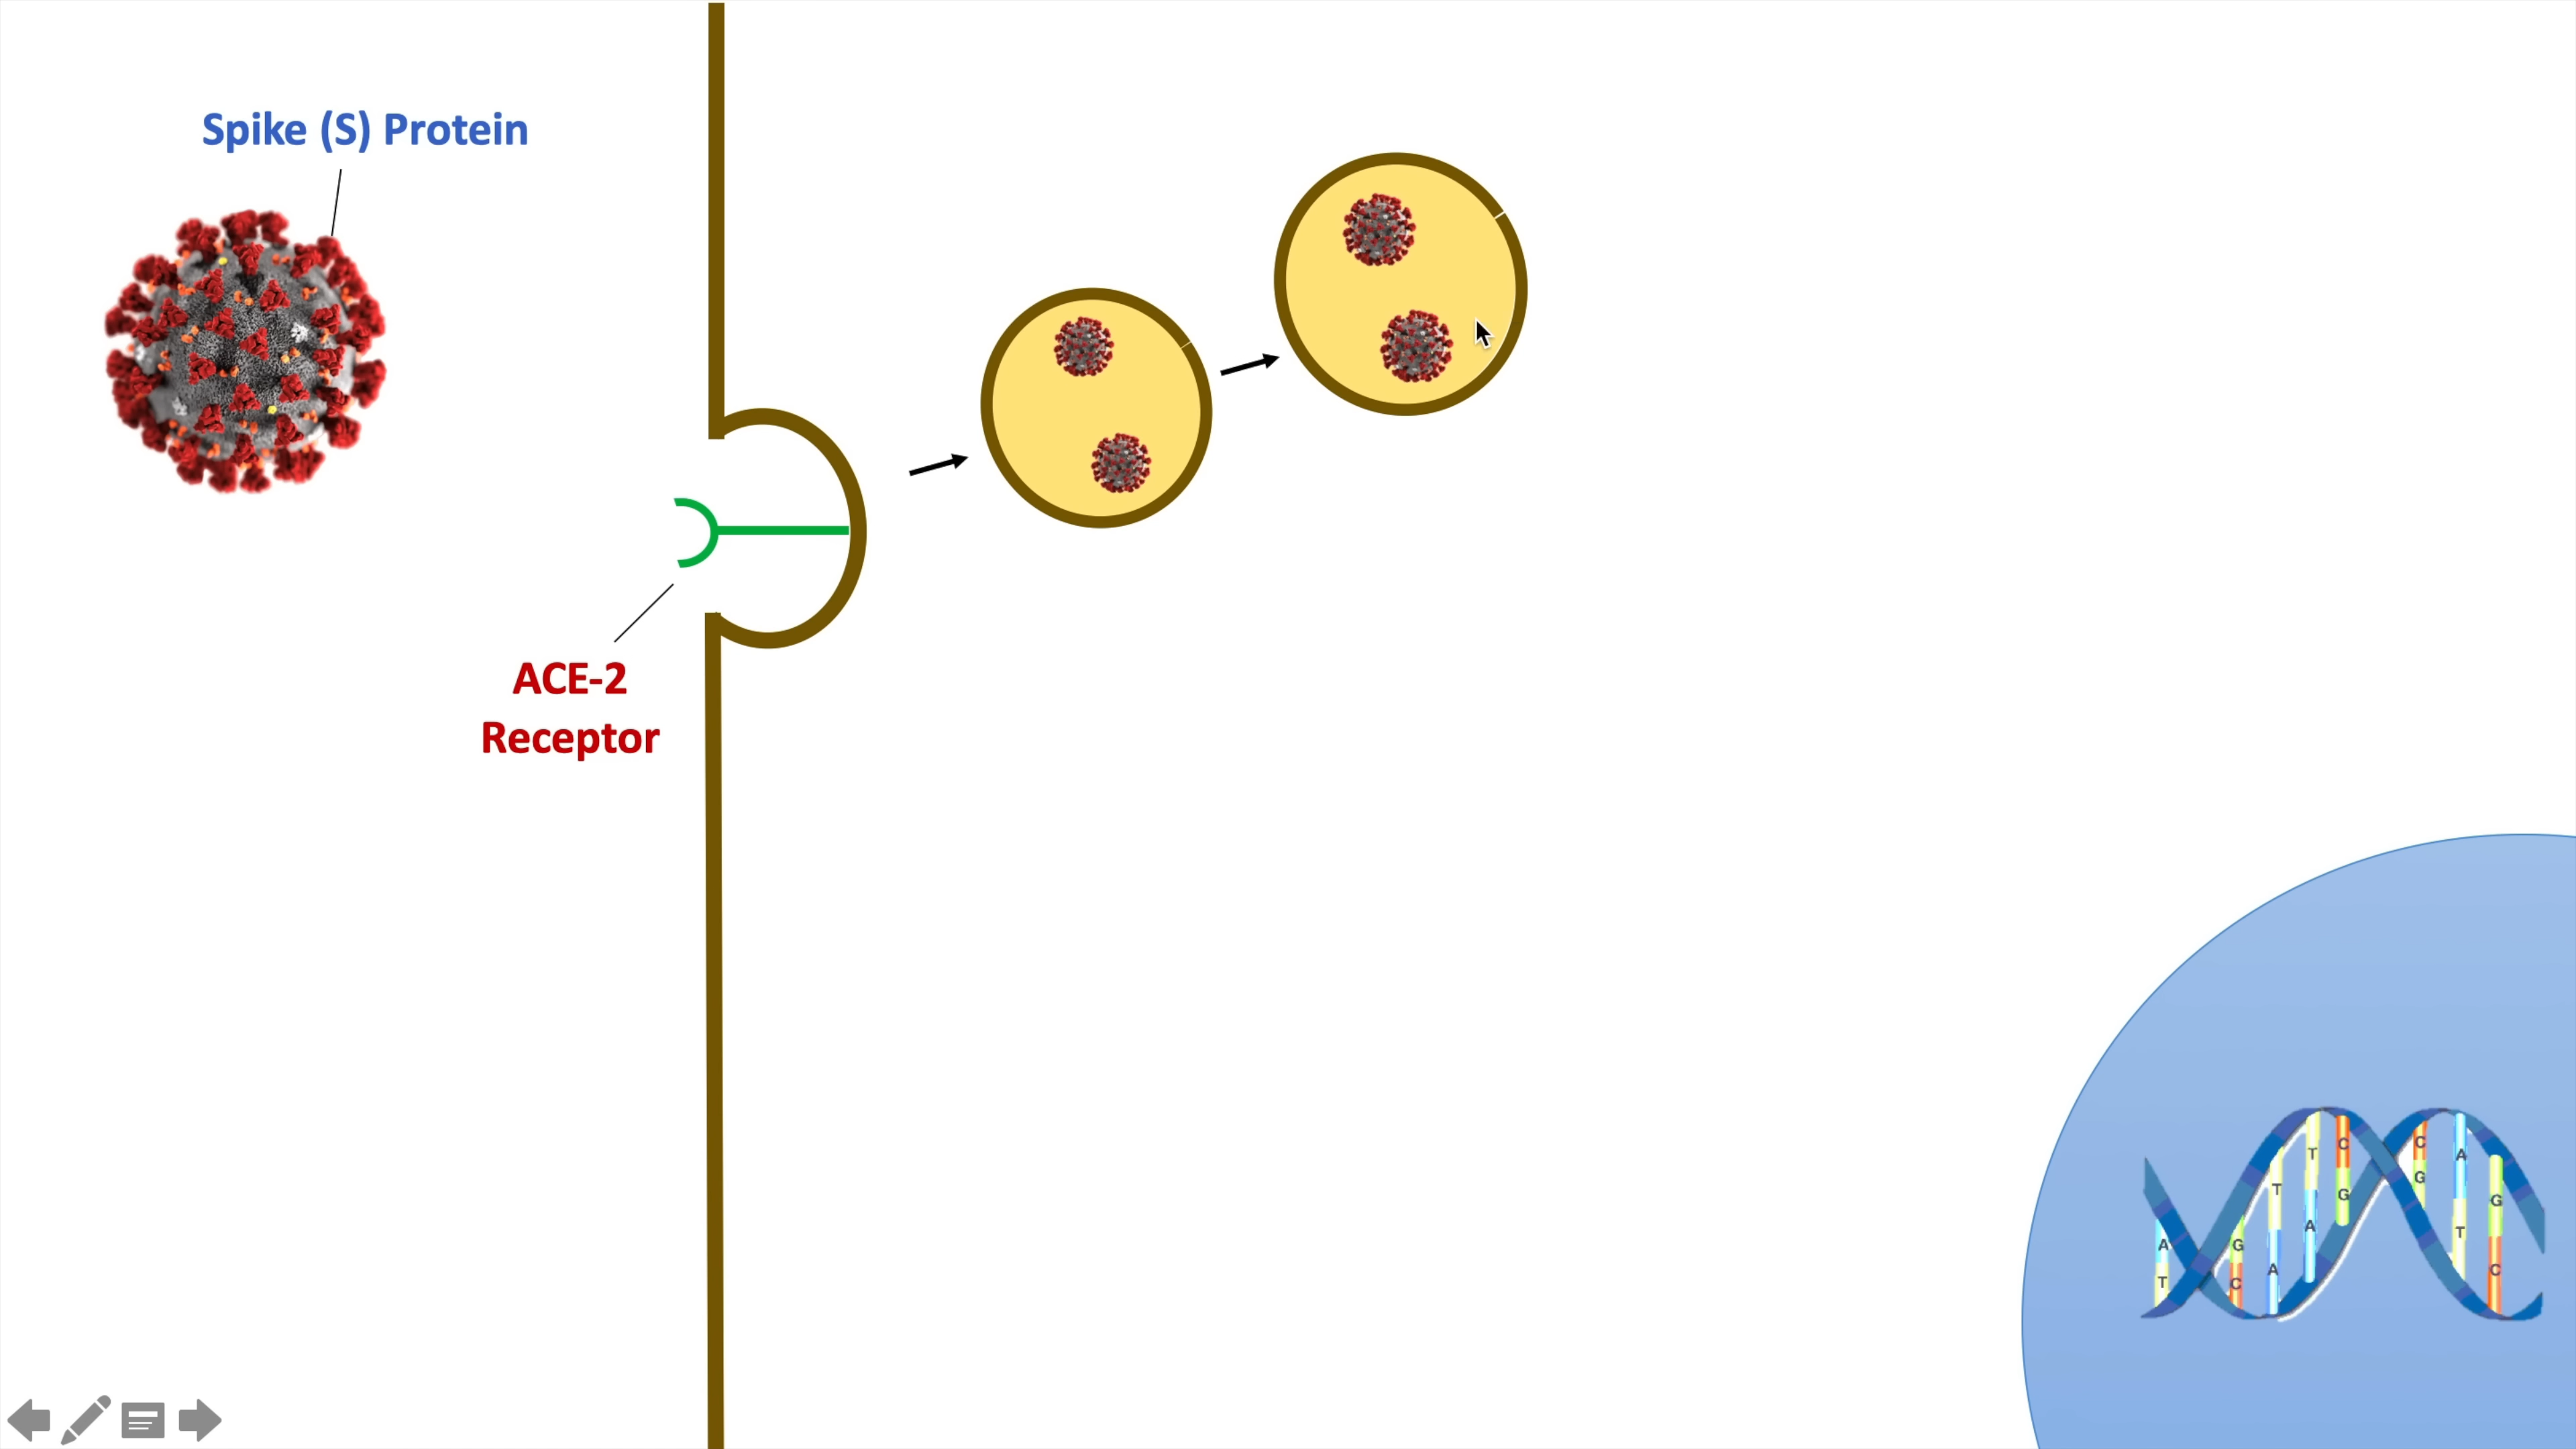 Spike (S) Protein
ACE-2
Receptor
T C C A
T G G G
A T
A G A C
T C A